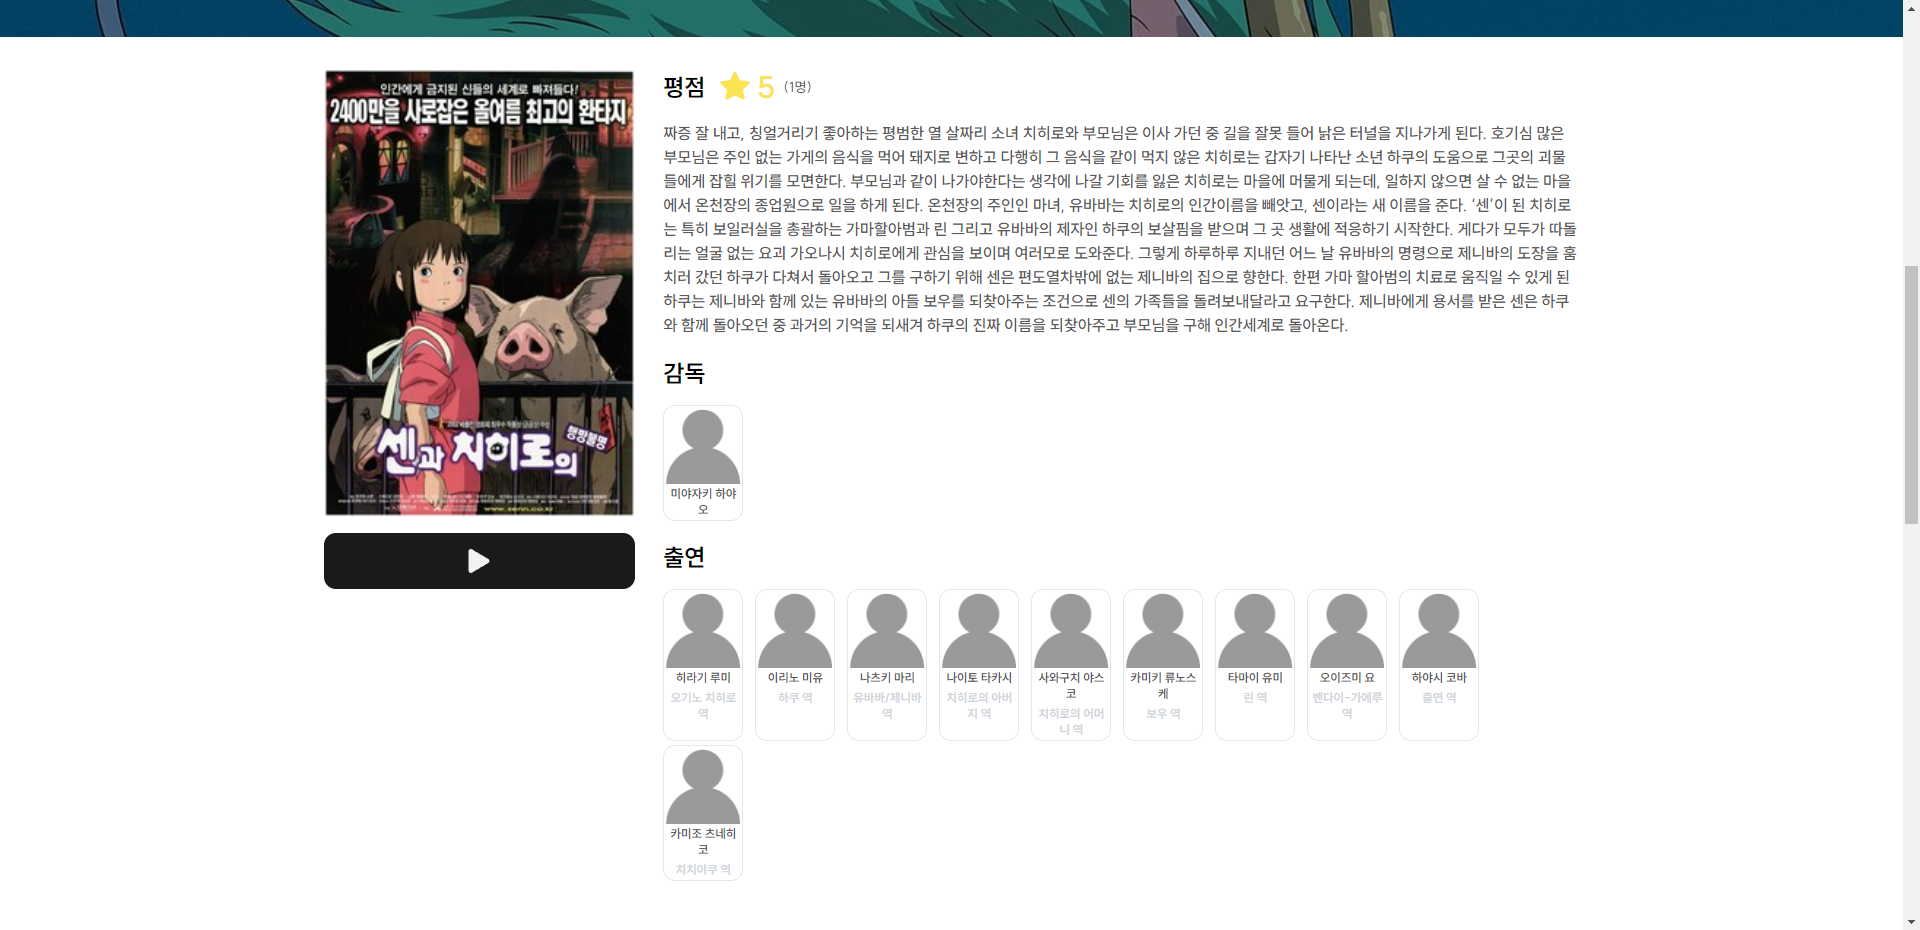 인간에게 금지된 신들의 세계로 빠져들다!
2400만을 사로잡은 올여름 최고의 환타지
센과 치히로의
행방불명
www.senn.co.kr
평점 5 (1명)
짜증 잘 내고, 칭얼거리기 좋아하는 평범한 열 살짜리 소녀 치히로와 부모님은 이사 가던 중 길을 잘못 들어 낡은 터널을 지나가게 된다. 호기심 많은
부모님은 주인 없는 가게의 음식을 먹어 돼지로 변하고 다행히 그 음식을 같이 먹지 않은 치히로는 갑자기 나타난 소년 하쿠의 도움으로 그곳의 괴물
들에게 잡힐 위기를 모면한다. 부모님과 같이 나가야한다는 생각에 나갈 기회를 잃은 치히로는 마을에 머물게 되는데, 일하지 않으면 살 수 없는 마을
에서 온천장의 종업원으로 일을 하게 된다. 온천장의 주인인 마녀, 유바바는 치히로의 인간이름을 빼앗고, 센이라는 새 이름을 준다. ‘센’이 된 치히로
는 특히 보일러실을 총괄하는 가마할아범과 린 그리고 유바바의 제자인 하쿠의 보살핌을 받으며 그 곳 생활에 적응하기 시작한다. 게다가 모두가 따돌
리는 얼굴 없는 요괴 가오나시 치히로에게 관심을 보이며 여러모로 도와준다. 그렇게 하루하루 지내던 어느 날 유바바의 명령으로 제니바의 도장을 훔
치러 갔던 하쿠가 다쳐서 돌아오고 그를 구하기 위해 센은 편도열차밖에 없는 제니바의 집으로 향한다. 한편 가마 할아범의 치료로 움직일 수 있게 된
하쿠는 제니바와 함께 있는 유바바의 아들 보우를 되찾아주는 조건으로 센의 가족들을 돌려보내달라고 요구한다. 제니바에게 용서를 받은 센은 하쿠
와 함께 돌아오던 중 과거의 기억을 되새겨 하쿠의 진짜 이름을 되찾아주고 부모님을 구해 인간세계로 돌아온다.
감독
미야자키 하야
오
출연
히라기 루미
오기노 치히로
역
이리노 미유
하쿠 역
나츠키 마리
유바바/제니바
역
나이토 타카시
치히로의 아버
지 역
사와구치 야스
코
치히로의 어머
니 역
카미키 류노스
케
보우 역
타마이 유미
린 역
오이즈미 요
밴다이-가에루
역
하야시 코바
출연 역
카미조 츠네히
코
치치야쿠 역